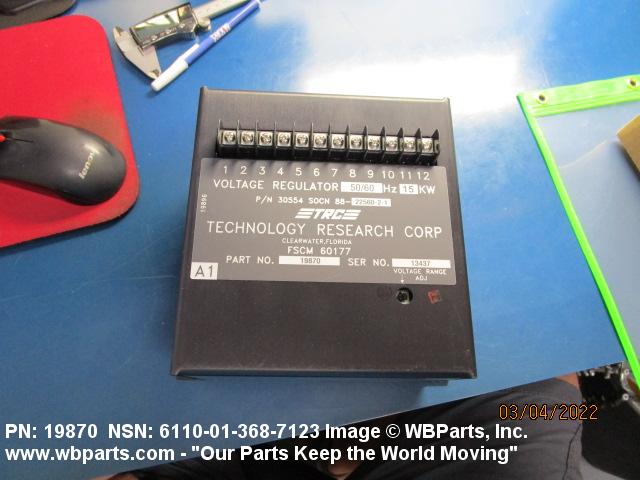 lenovo
1 2 3 4 5 6 7 8 9 10 11 12
VOLTAGE REGULATOR 50/60 Hz 15 KW
P/N 30554 SOCN 88-22560-2-1
19896
TRC
TECHNOLOGY RESEARCH CORP
CLEARWATER, FLORIDA
FSCM 60177
PART NO. 19870 SER NO. 13437
A1
VOLTAGE RANGE
ADJ
03/04/2022
PN: 19870 NSN: 6110-01-368-7123 Image © WBParts, Inc.
www.wbparts.com - "Our Parts Keep the World Moving"